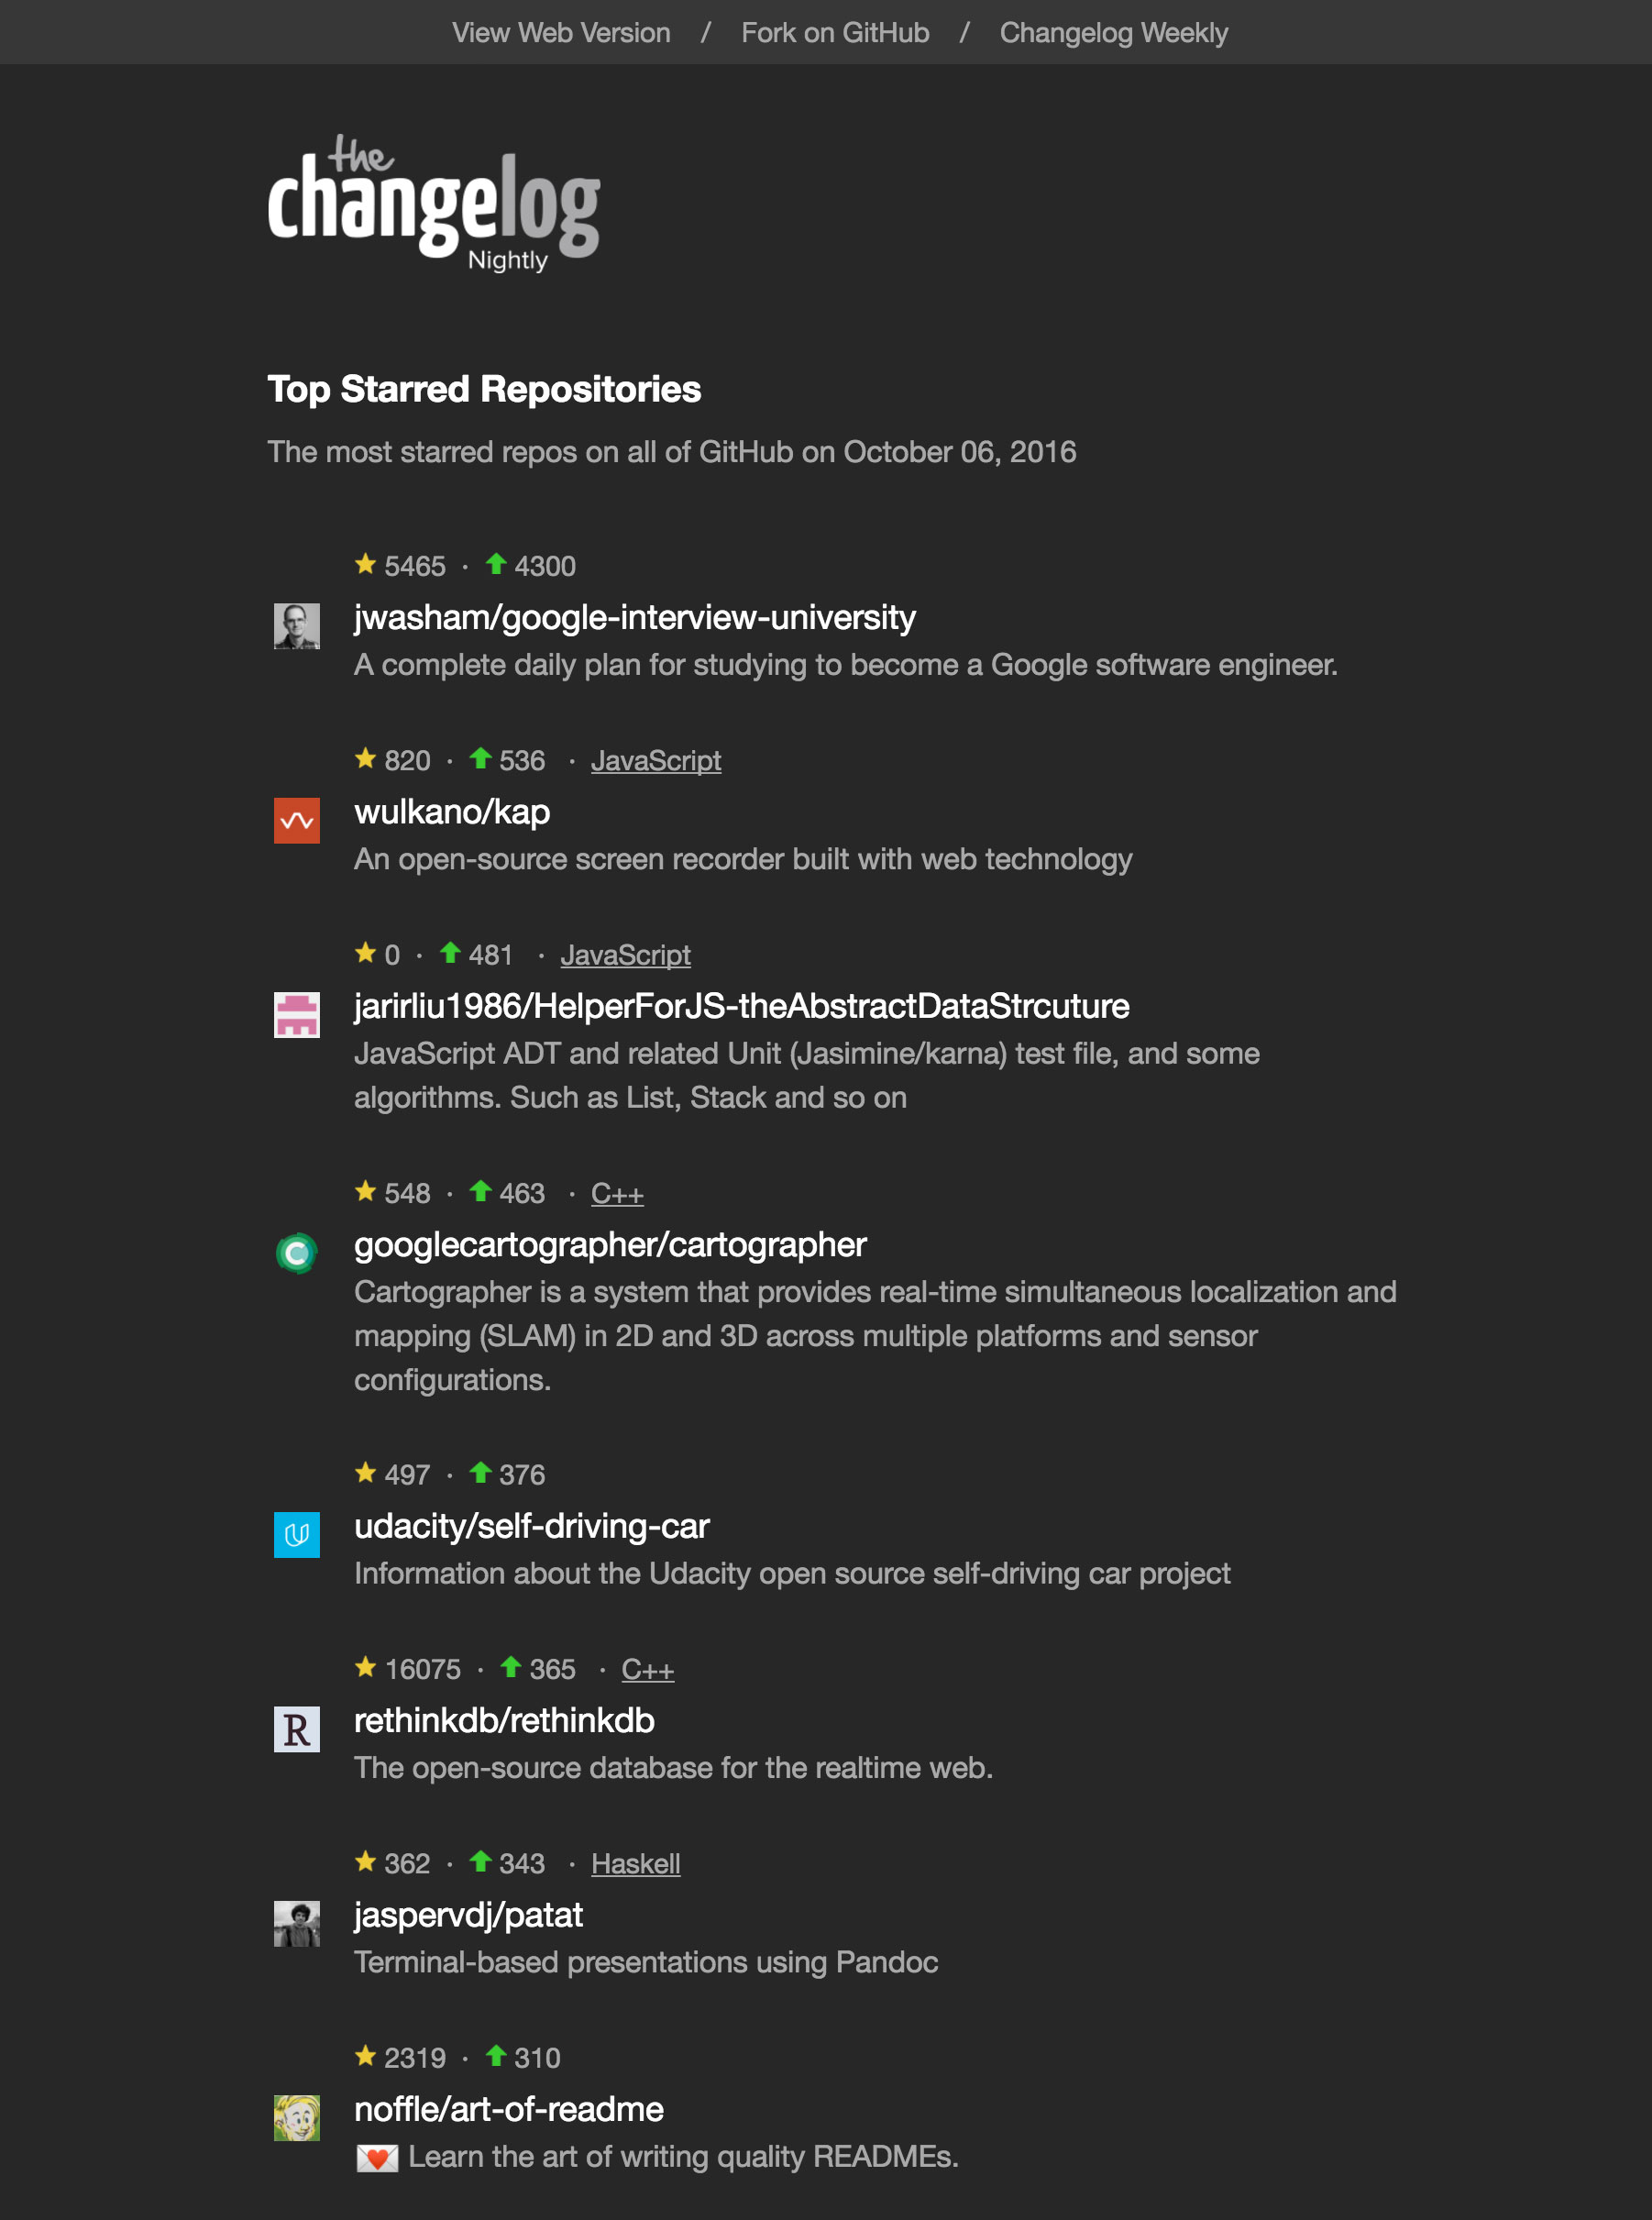 View Web Version / Fork on GitHub / Changelog Weekly
the
changelog
Nightly
Top Starred Repositories
The most starred repos on all of GitHub on October 06, 2016
5465 · 4300
jwasham/google-interview-university
A complete daily plan for studying to become a Google software engineer.
820 · 536 · JavaScript
wulkano/kap
An open-source screen recorder built with web technology
0 · 481 · JavaScript
jarirliu1986/HelperForJS-theAbstractDataStrcuture
JavaScript ADT and related Unit (Jasimine/karna) test file, and some
algorithms. Such as List, Stack and so on
548 · 463 · C++
googlecartographer/cartographer
Cartographer is a system that provides real-time simultaneous localization and
mapping (SLAM) in 2D and 3D across multiple platforms and sensor
configurations.
497 · 376
udacity/self-driving-car
Information about the Udacity open source self-driving car project
16075 · 365 · C++
R rethinkdb/rethinkdb
The open-source database for the realtime web.
362 · 343 · Haskell
jaspervdj/patat
Terminal-based presentations using Pandoc
2319 · 310
noffle/art-of-readme
Learn the art of writing quality READMEs.